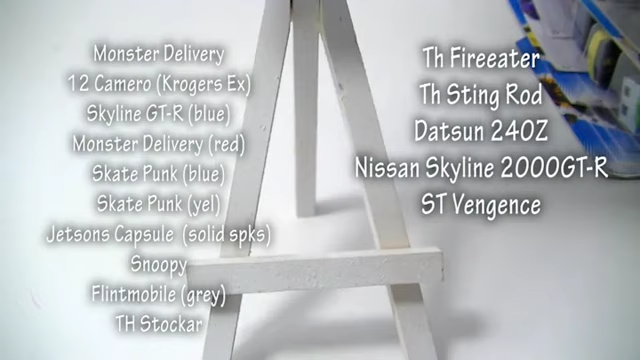 Monster Delivery
12 Camero (Krogers Ex)
Skyline GT-R (blue)
Monster Delivery (red)
Skate Punk (blue)
Skate Punk (yel)
Jetsons Capsule (solid spks)
Snoopy
Flintmobile (grey)
TH Stockar
Th Fireeater
Th Sting Rod
Datsun 240Z
Nissan Skyline 2000GT-R
ST Vengence